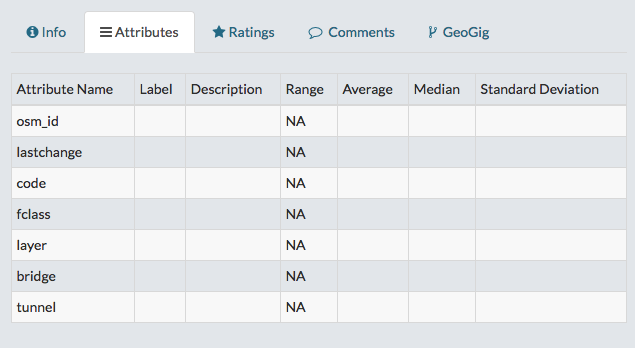 Info Attributes Ratings Comments GeoGig
Attribute Name Label Description Range Average Median Standard Deviation
osm_id NA
lastchange NA
code NA
fclass NA
layer NA
bridge NA
tunnel NA